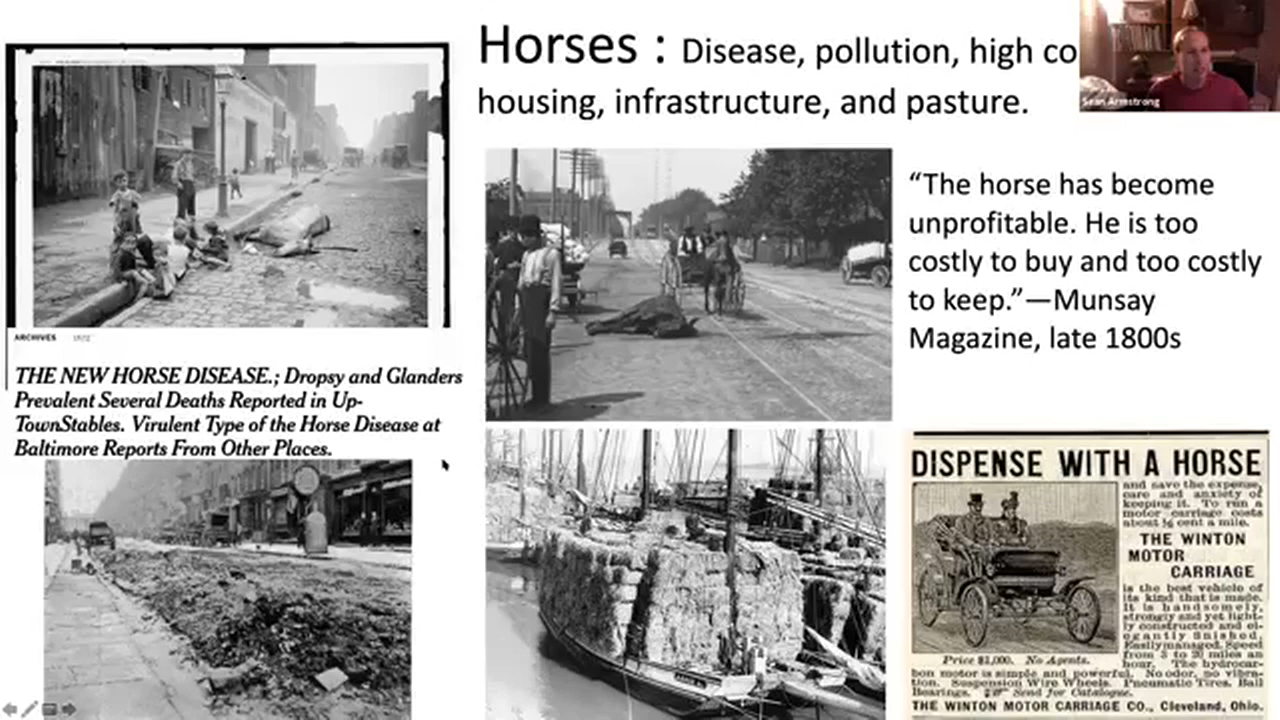 Horses : Disease, pollution, high co
housing, infrastructure, and pasture.
Sean Armstrong
“The horse has become
unprofitable. He is too
costly to buy and too costly
to keep.”—Munsay
Magazine, late 1800s
ARCHIVES
THE NEW HORSE DISEASE.; Dropsy and Glanders
Prevalent Several Deaths Reported in Up-
TownStables. Virulent Type of the Horse Disease at
Baltimore Reports From Other Places.
DISPENSE WITH A HORSE
and save the expense,
care and anxiety of
keeping it. To run a
motor carriage costs
about ½ cent a mile.
THE WINTON
MOTOR
CARRIAGE
is the best vehicle of
its kind that is made.
It is handsomely,
strongly and yet light-
ly constructed and el-
egantly finished.
Easily managed. Speed
from 3 to 20 miles an
hour. The hydrocar-
Price $1,000. No Agents.
bon motor is simple and powerful. No odor, no vibra-
tion. Suspension Wire Wheels. Pneumatic Tires. Ball
Bearings. Send for Catalogue.
THE WINTON MOTOR CARRIAGE CO., Cleveland, Ohio.